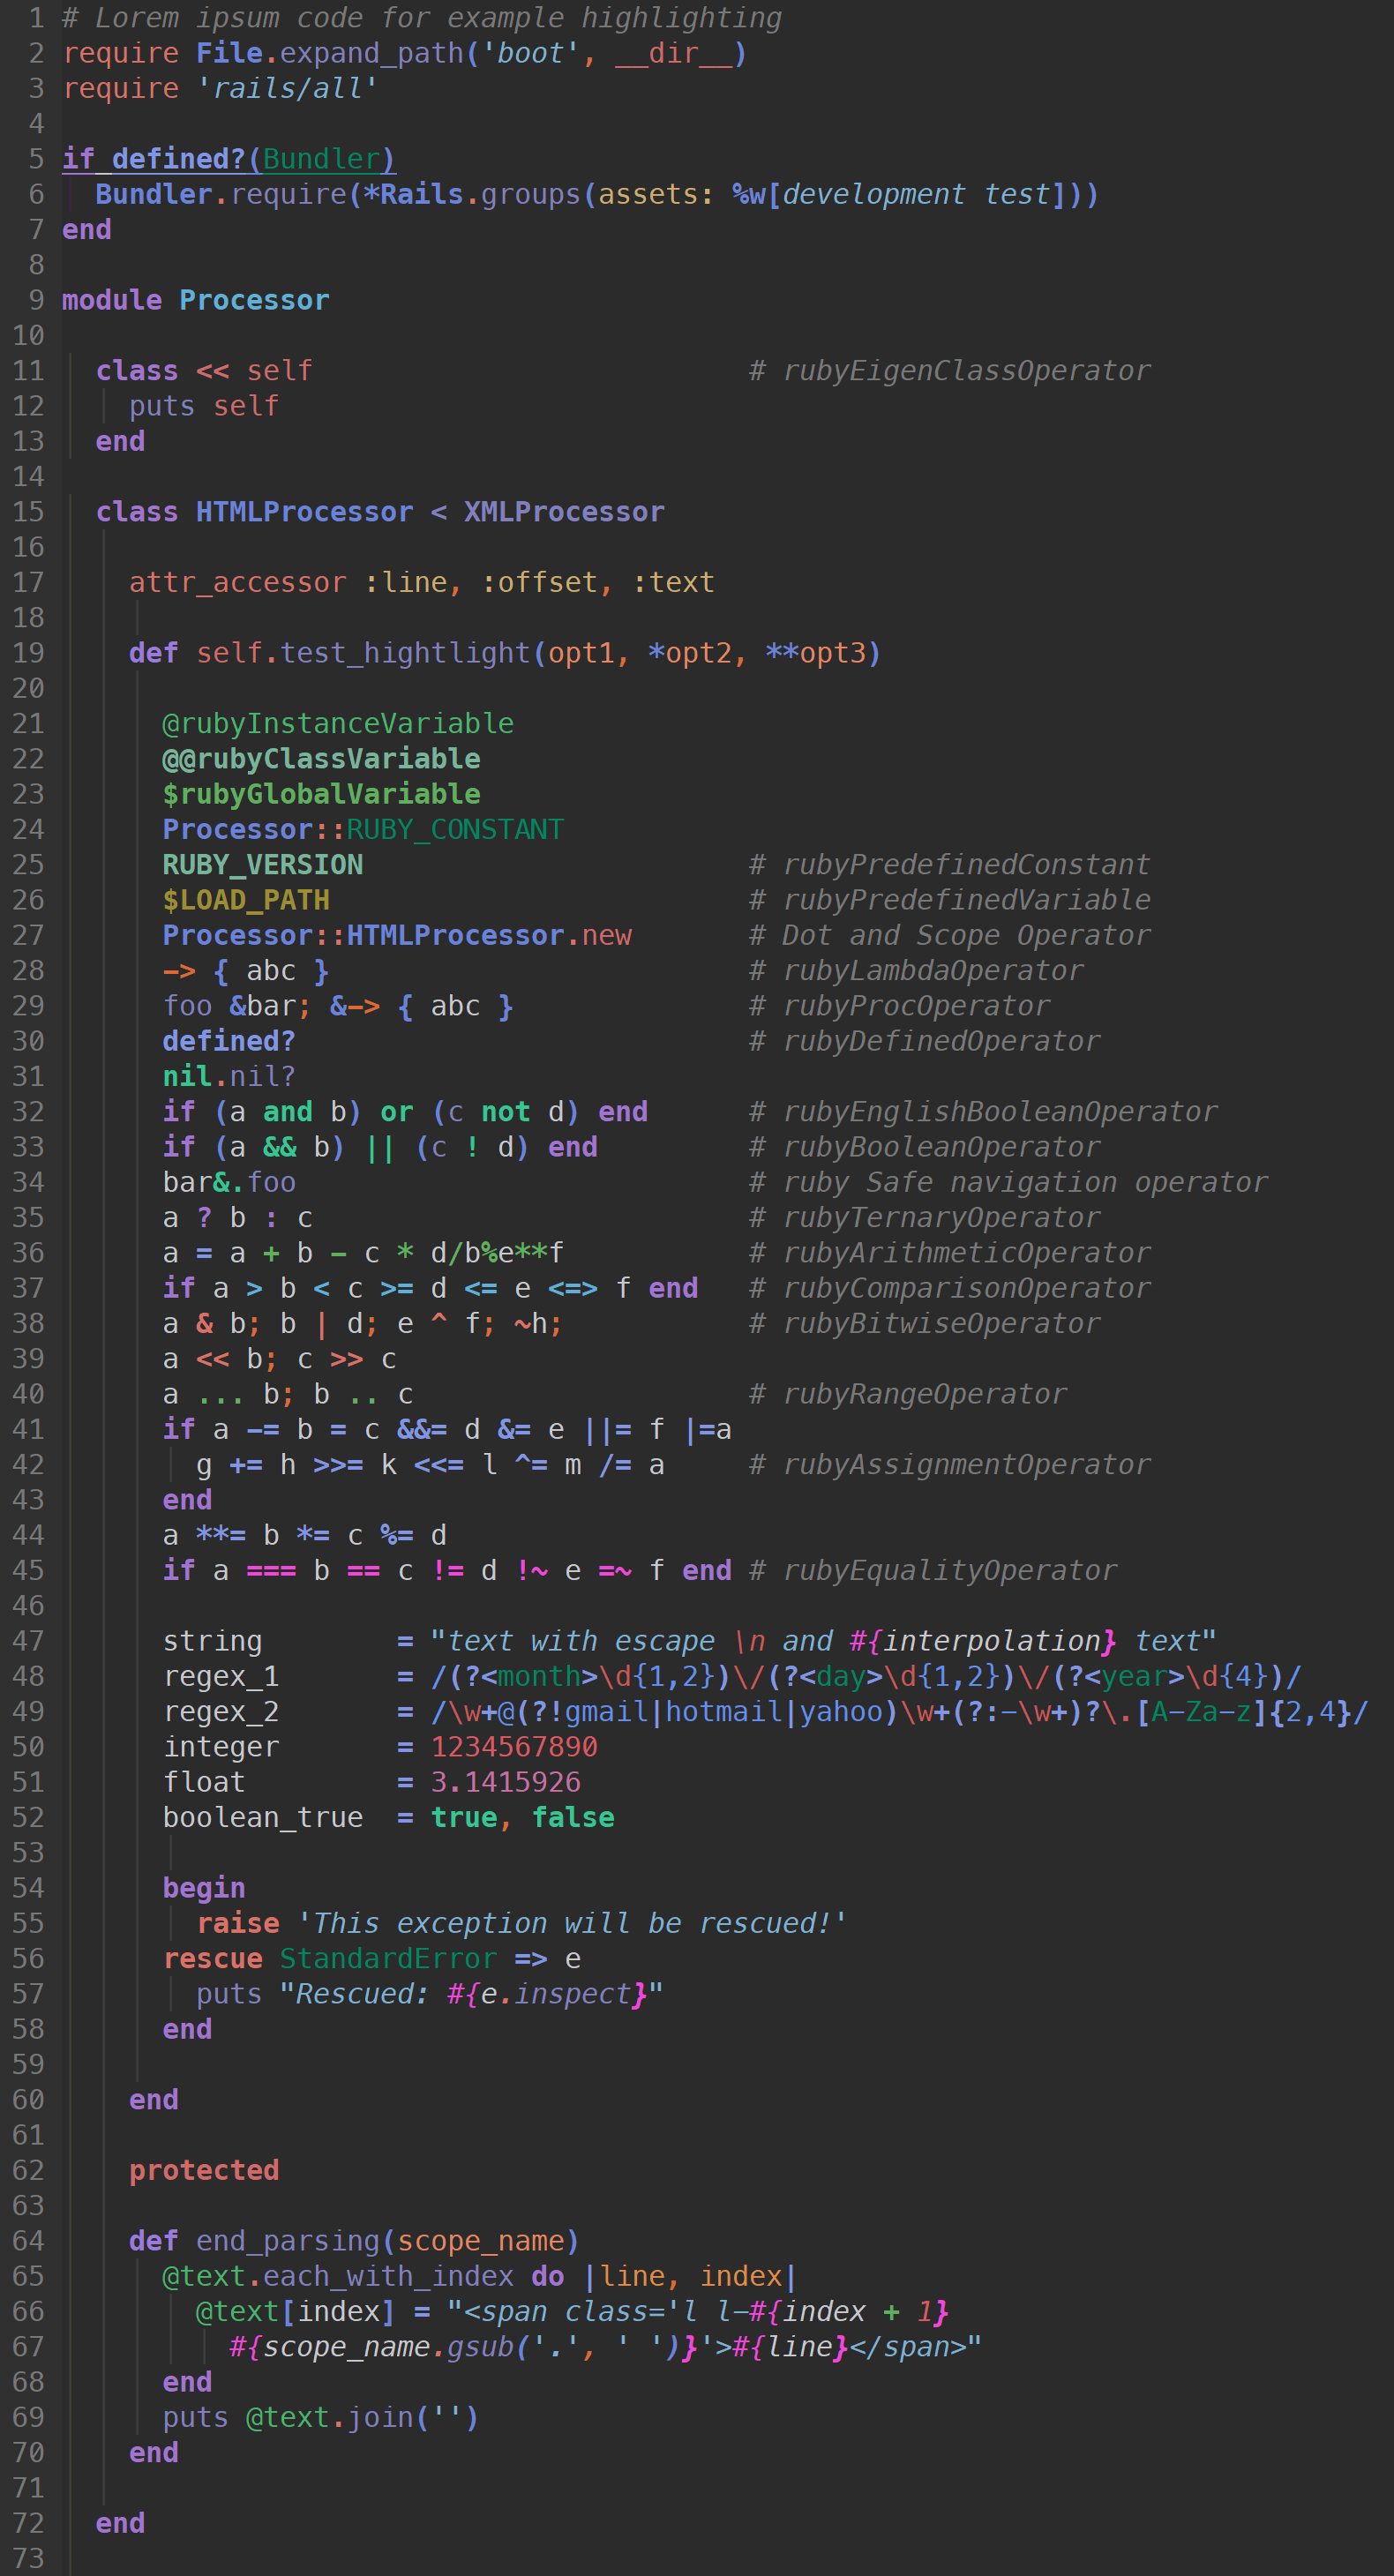 1 # Lorem ipsum code for example highlighting
2 require File.expand_path('boot', __dir__)
3 require 'rails/all'
4
5 if defined?(Bundler)
6   Bundler.require(*Rails.groups(assets: %w[development test]))
7 end
8
9 module Processor
10
11   class << self                          # rubyEigenClassOperator
12     puts self
13   end
14
15   class HTMLProcessor < XMLProcessor
16
17     attr_accessor :line, :offset, :text
18
19     def self.test_hightlight(opt1, *opt2, **opt3)
20
21       @rubyInstanceVariable
22       @@rubyClassVariable
23       $rubyGlobalVariable
24       Processor::RUBY_CONSTANT
25       RUBY_VERSION                       # rubyPredefinedConstant
26       $LOAD_PATH                         # rubyPredefinedVariable
27       Processor::HTMLProcessor.new       # Dot and Scope Operator
28       -> { abc }                         # rubyLambdaOperator
29       foo &bar; &-> { abc }              # rubyProcOperator
30       defined?                           # rubyDefinedOperator
31       nil.nil?
32       if (a and b) or (c not d) end      # rubyEnglishBooleanOperator
33       if (a && b) || (c ! d) end         # rubyBooleanOperator
34       bar&.foo                           # ruby Safe navigation operator
35       a ? b : c                          # rubyTernaryOperator
36       a = a + b - c * d/b%e**f           # rubyArithmeticOperator
37       if a > b < c >= d <= e <=> f end   # rubyComparisonOperator
38       a & b; b | d; e ^ f; ~h;           # rubyBitwiseOperator
39       a << b; c >> c
40       a ... b; b .. c                    # rubyRangeOperator
41       if a -= b = c &&= d &= e ||= f |=a
42         g += h >>= k <<= l ^= m /= a     # rubyAssignmentOperator
43       end
44       a **= b *= c %= d
45       if a === b == c != d !~ e =~ f end # rubyEqualityOperator
46
47       string        = "text with escape \n and #{interpolation} text"
48       regex_1       = /(?<month>\d{1,2})\/(?<day>\d{1,2})\/(?<year>\d{4})/
49       regex_2       = /\w+@(?!gmail|hotmail|yahoo)\w+(?:-\w+)?\.[A-Za-z]{2,4}/
50       integer       = 1234567890
51       float         = 3.1415926
52       boolean_true  = true, false
53
54       begin
55         raise 'This exception will be rescued!'
56       rescue StandardError => e
57         puts "Rescued: #{e.inspect}"
58       end
59
60     end
61
62     protected
63
64     def end_parsing(scope_name)
65       @text.each_with_index do |line, index|
66         @text[index] = "<span class='l l-#{index + 1}
67           #{scope_name.gsub('.', ' ')}'>#{line}</span>"
68       end
69       puts @text.join('')
70     end
71
72   end
73